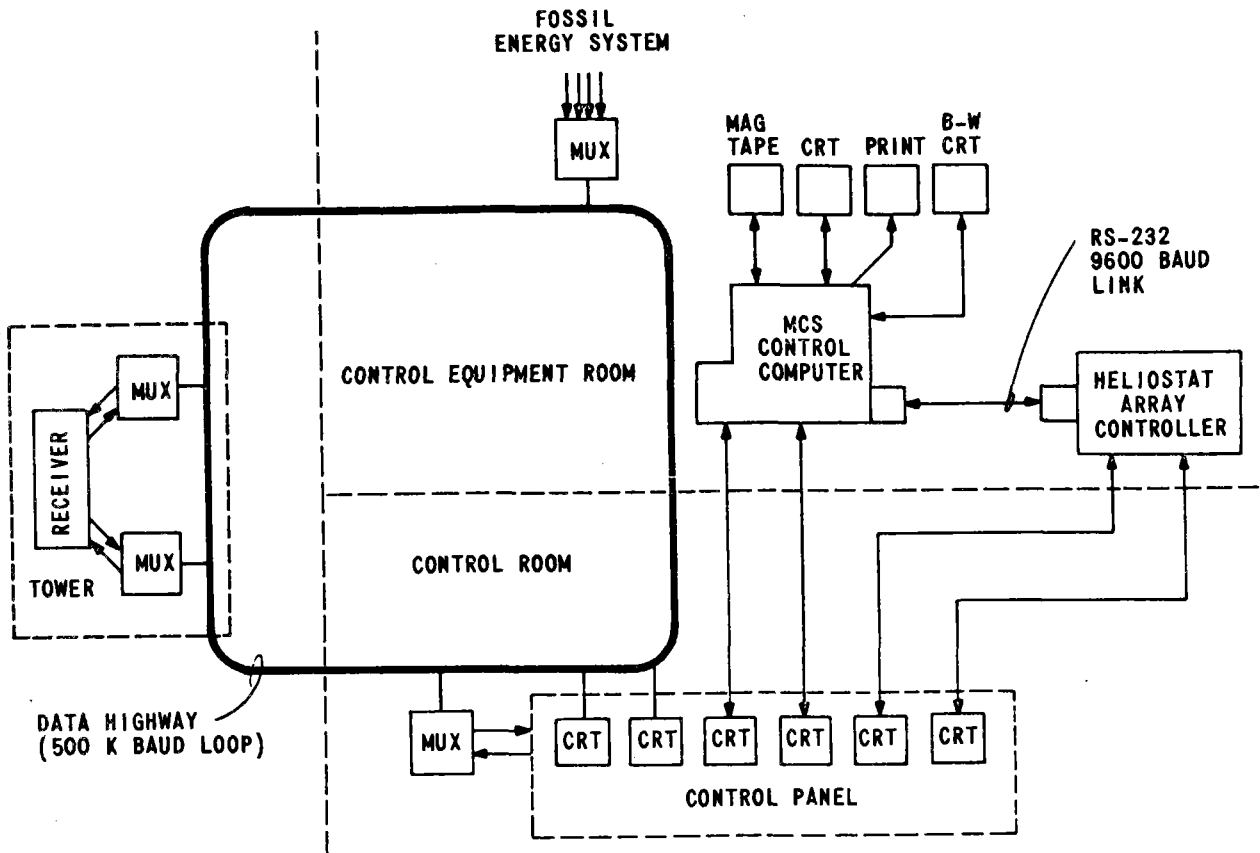 FOSSIL
ENERGY SYSTEM
MUX
MAG
TAPE
CRT
PRINT
B-W
CRT
RS-232
9600 BAUD
LINK
MCS
CONTROL
COMPUTER
HELIOSTAT
ARRAY
CONTROLLER
CONTROL EQUIPMENT ROOM
MUX
RECEIVER
MUX
TOWER
CONTROL ROOM
DATA HIGHWAY
(500 K BAUD LOOP)
MUX
CRT
CRT
CRT
CRT
CRT
CRT
CONTROL PANEL